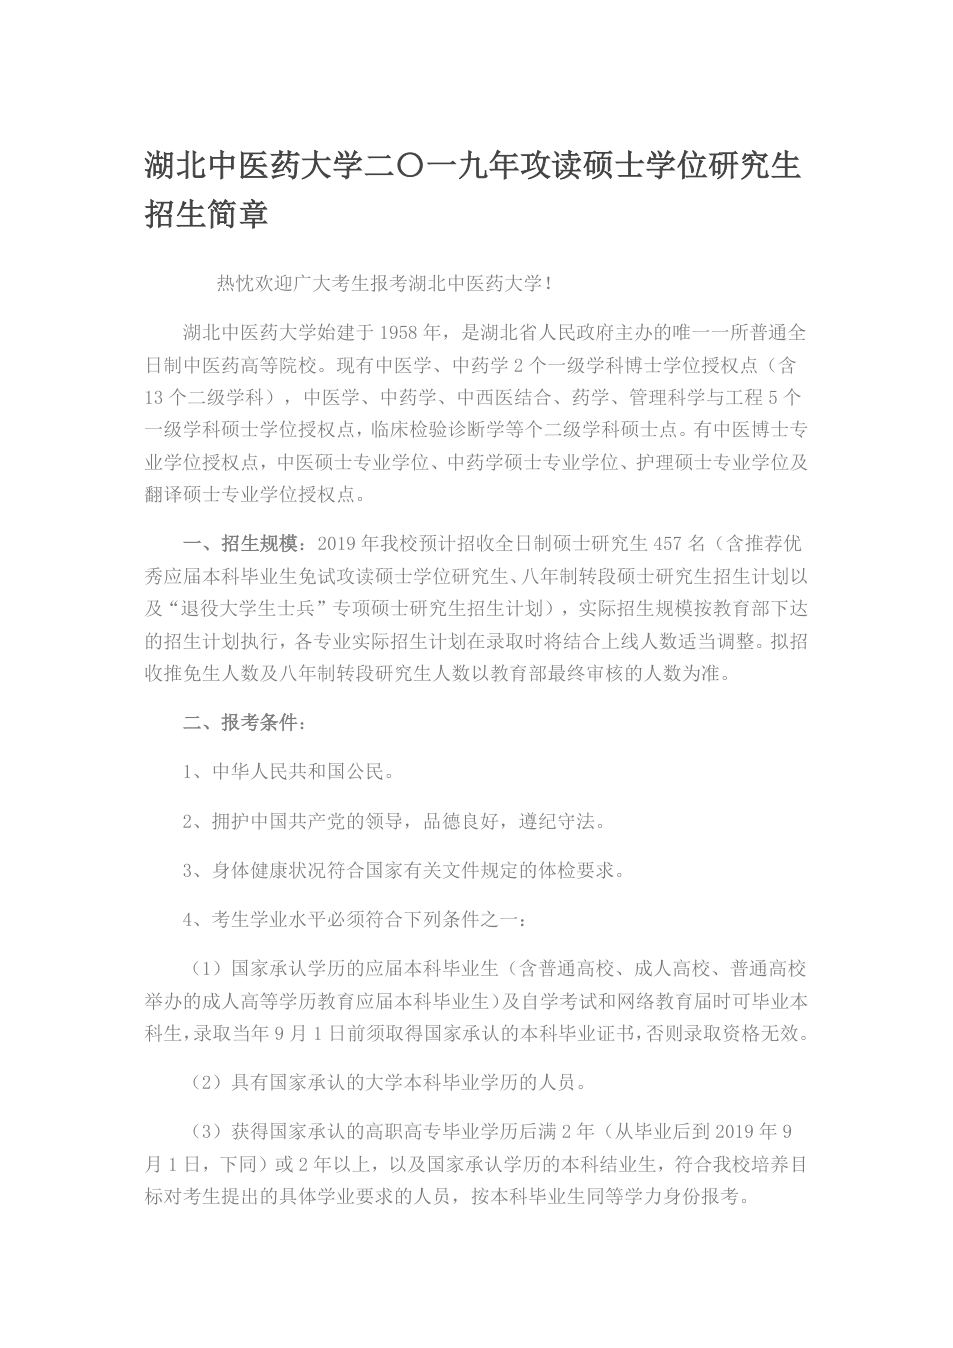 湖北中医药大学二〇一九年攻读硕士学位研究生
招生简章
热忱欢迎广大考生报考湖北中医药大学！
湖北中医药大学始建于 1958 年，是湖北省人民政府主办的唯一一所普通全
日制中医药高等院校。现有中医学、中药学 2 个一级学科博士学位授权点（含
13 个二级学科），中医学、中药学、中西医结合、药学、管理科学与工程 5 个
一级学科硕士学位授权点，临床检验诊断学等个二级学科硕士点。有中医博士专
业学位授权点，中医硕士专业学位、中药学硕士专业学位、护理硕士专业学位及
翻译硕士专业学位授权点。
一、招生规模：2019 年我校预计招收全日制硕士研究生 457 名（含推荐优
秀应届本科毕业生免试攻读硕士学位研究生、八年制转段硕士研究生招生计划以
及“退役大学生士兵”专项硕士研究生招生计划），实际招生规模按教育部下达
的招生计划执行，各专业实际招生计划在录取时将结合上线人数适当调整。拟招
收推免生人数及八年制转段研究生人数以教育部最终审核的人数为准。
二、报考条件：
1、中华人民共和国公民。
2、拥护中国共产党的领导，品德良好，遵纪守法。
3、身体健康状况符合国家有关文件规定的体检要求。
4、考生学业水平必须符合下列条件之一：
（1）国家承认学历的应届本科毕业生（含普通高校、成人高校、普通高校
举办的成人高等学历教育应届本科毕业生）及自学考试和网络教育届时可毕业本
科生，录取当年 9 月 1 日前须取得国家承认的本科毕业证书，否则录取资格无效。
（2）具有国家承认的大学本科毕业学历的人员。
（3）获得国家承认的高职高专毕业学历后满 2 年（从毕业后到 2019 年 9
月 1 日，下同）或 2 年以上，以及国家承认学历的本科结业生，符合我校培养目
标对考生提出的具体学业要求的人员，按本科毕业生同等学力身份报考。